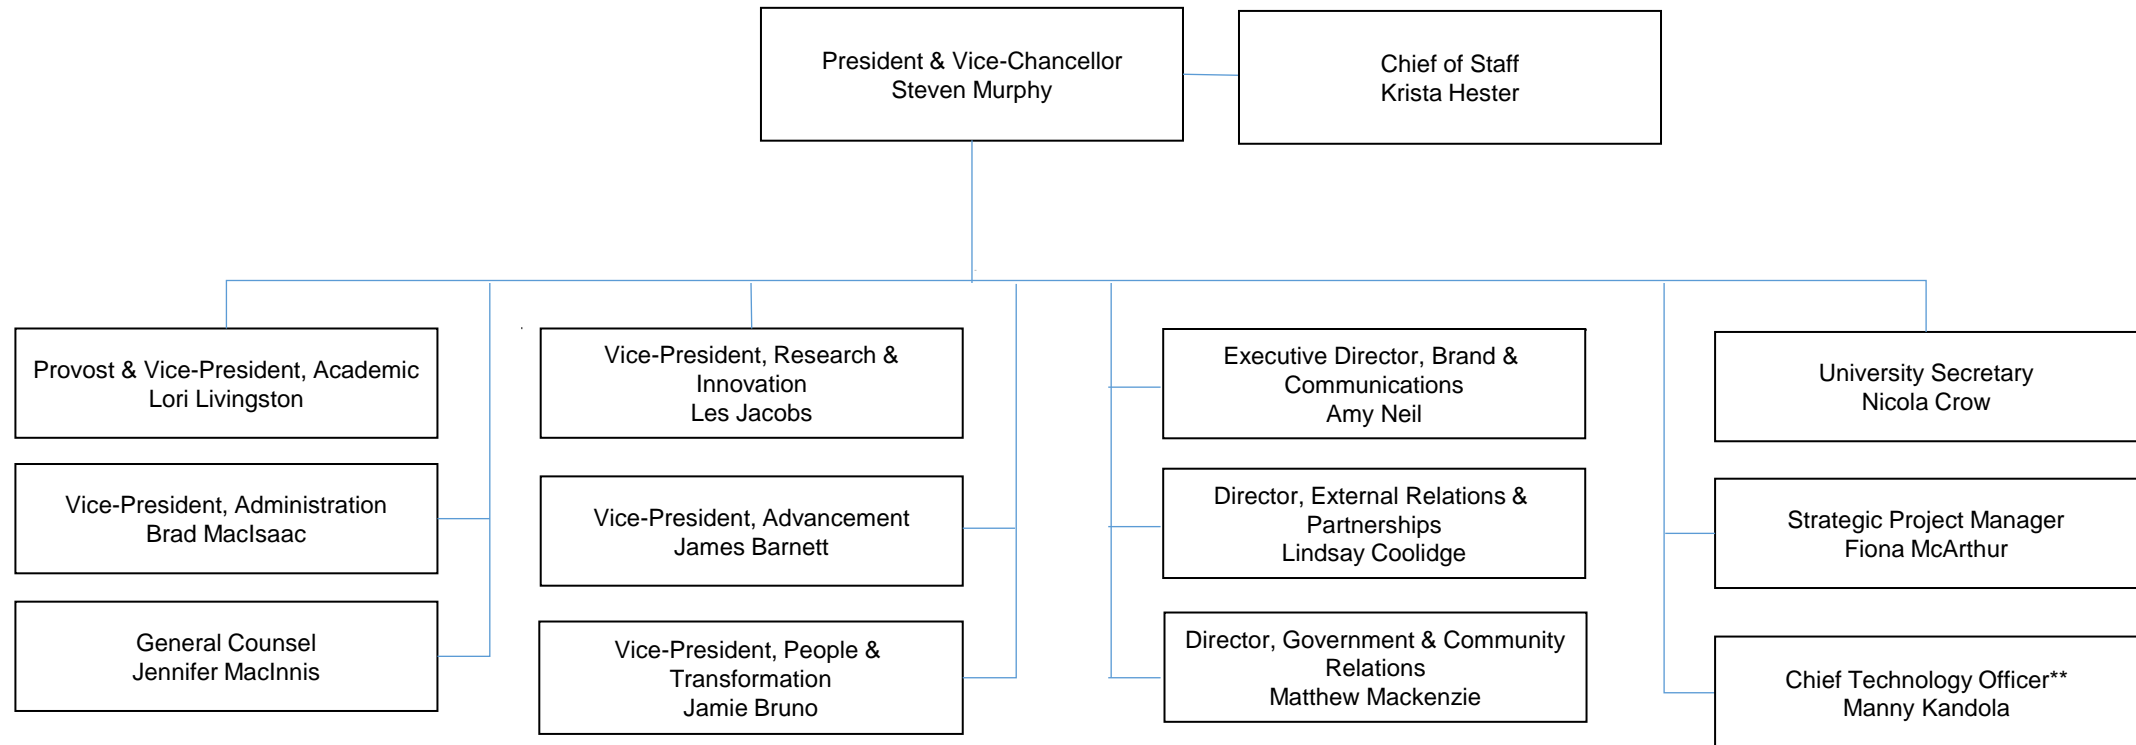 President & Vice-Chancellor
Steven Murphy
Chief of Staff
Krista Hester
Provost & Vice-President, Academic
Lori Livingston
Vice-President, Administration
Brad MacIsaac
General Counsel
Jennifer MacInnis
Vice-President, Research &
Innovation
Les Jacobs
Vice-President, Advancement
James Barnett
Vice-President, People &
Transformation
Jamie Bruno
Executive Director, Brand &
Communications
Amy Neil
Director, External Relations &
Partnerships
Lindsay Coolidge
Director, Government & Community
Relations
Matthew Mackenzie
University Secretary
Nicola Crow
Strategic Project Manager
Fiona McArthur
Chief Technology Officer**
Manny Kandola